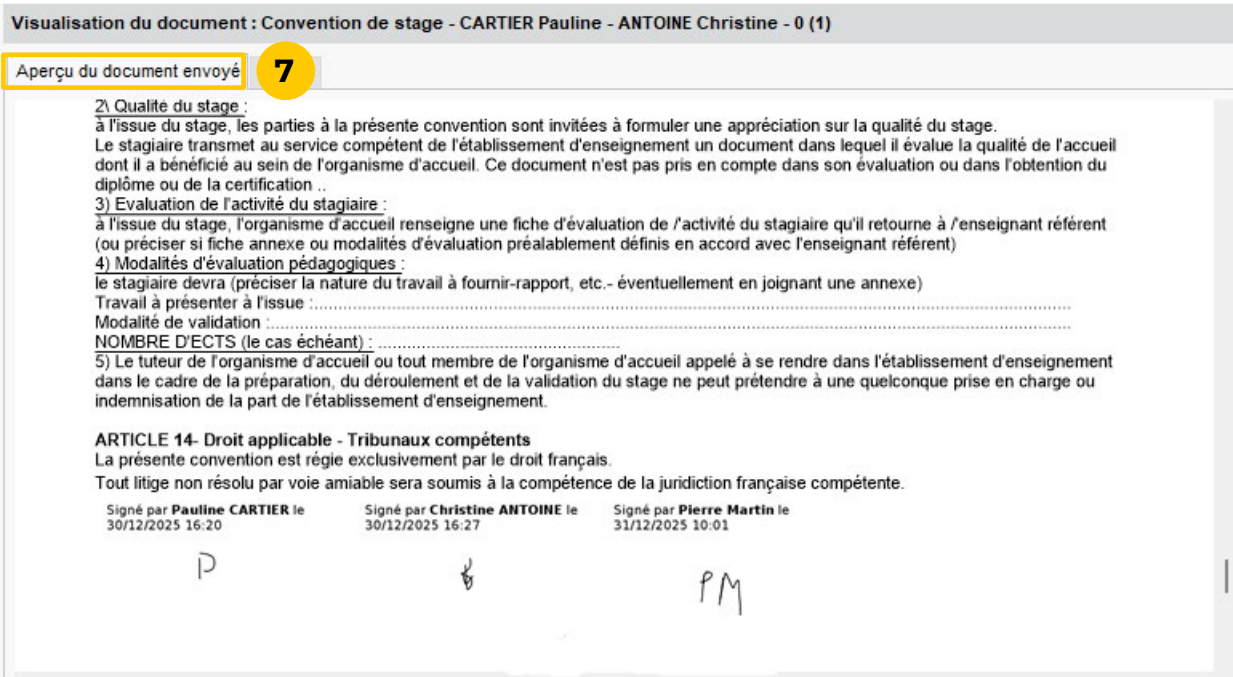 Visualisation du document : Convention de stage - CARTIER Pauline - ANTOINE Christine - 0 (1)
Aperçu du document envoyé
7
2\ Qualité du stage :
à l'issue du stage, les parties à la présente convention sont invitées à formuler une appréciation sur la qualité du stage.
Le stagiaire transmet au service compétent de l'établissement d'enseignement un document dans lequel il évalue la qualité de l'accueil
dont il a bénéficié au sein de l'organisme d'accueil. Ce document n'est pas pris en compte dans son évaluation ou dans l'obtention du
diplôme ou de la certification ..
3) Evaluation de l'activité du stagiaire :
à l'issue du stage, l'organisme d'accueil renseigne une fiche d'évaluation de /'activité du stagiaire qu'il retourne à /'enseignant référent
(ou préciser si fiche annexe ou modalités d'évaluation préalablement définis en accord avec l'enseignant référent)
4) Modalités d'évaluation pédagogiques :
le stagiaire devra (préciser la nature du travail à fournir-rapport, etc.- éventuellement en joignant une annexe)
Travail à présenter à l'issue :..............................................................................
Modalité de validation :..............................................................................
NOMBRE D'ECTS (le cas échéant) : ................................................
5) Le tuteur de l'organisme d'accueil ou tout membre de l'organisme d'accueil appelé à se rendre dans l'établissement d'enseignement
dans le cadre de la préparation, du déroulement et de la validation du stage ne peut prétendre à une quelconque prise en charge ou
indemnisation de la part de l'établissement d'enseignement.
ARTICLE 14- Droit applicable - Tribunaux compétents
La présente convention est régie exclusivement par le droit français.
Tout litige non résolu par voie amiable sera soumis à la compétence de la juridiction française compétente.
Signé par Pauline CARTIER le
30/12/2025 16:20
Signé par Christine ANTOINE le
30/12/2025 16:27
Signé par Pierre Martin le
31/12/2025 10:01
P
PM